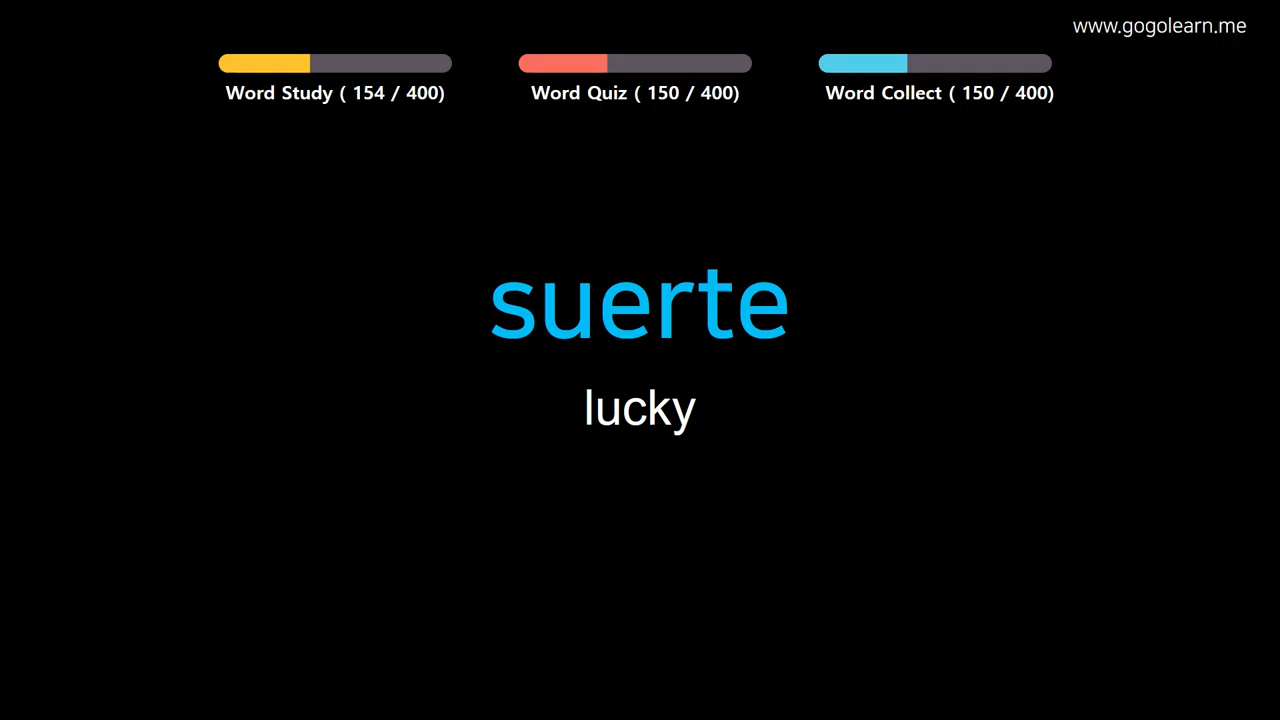 www.gogolearn.me
Word Study ( 154 / 400)
Word Quiz ( 150 / 400)
Word Collect ( 150 / 400)
suerte
lucky